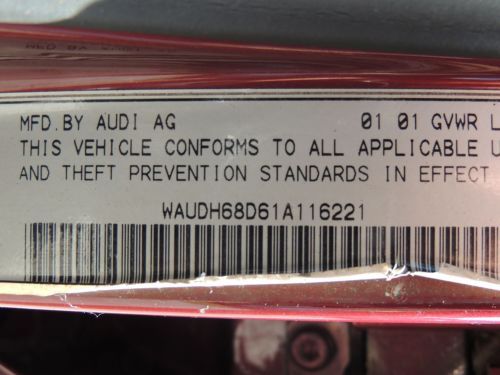 MFD.BY AUDI AG 01 01 GVWR L
THIS VEHICLE CONFORMS TO ALL APPLICABLE U
AND THEFT PREVENTION STANDARDS IN EFFECT
WAUDH68D61A116221